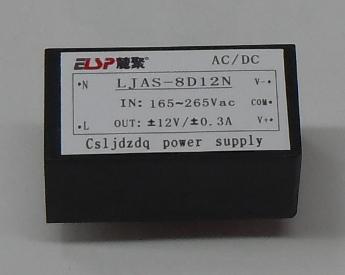 ELSP 龍聚 AC/DC
•N LJAS-8D12N V-•
IN: 165~265Vac COM•
•L OUT: ±12V/±0.3A V+•
Csljdzdq power supply